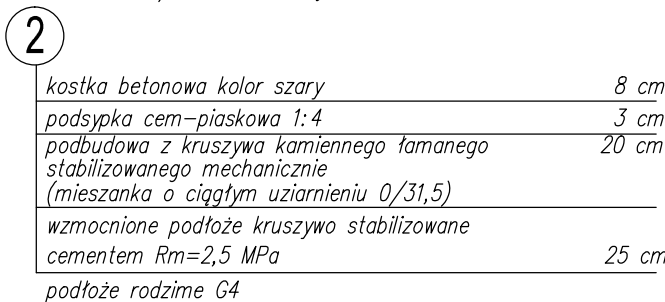 2
kostka betonowa kolor szary 8 cm
podsypka cem-piaskowa 1:4 3 cm
podbudowa z kruszywa kamiennego łamanego 20 cm
stabilizowanego mechanicznie
(mieszanka o ciągłym uziarnieniu 0/31,5)
wzmocnione podłoże kruszywo stabilizowane
cementem Rm=2,5 MPa 25 cm
podłoże rodzime G4